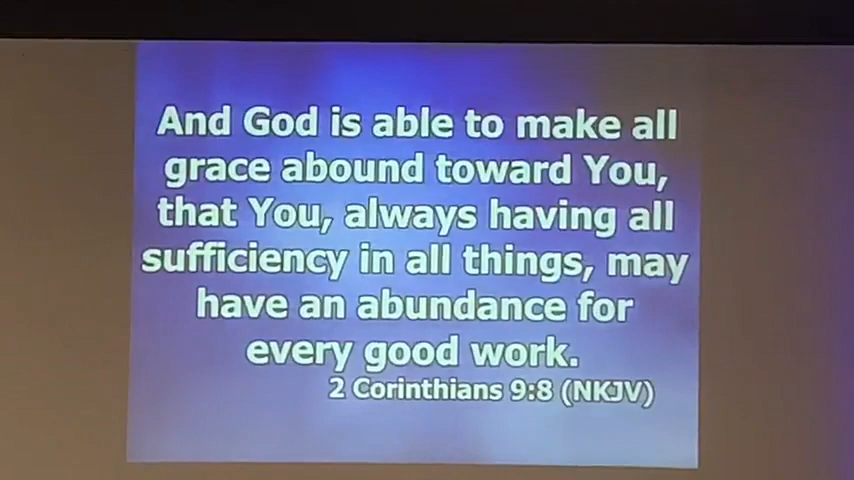 And God is able to make all
grace abound toward You,
that You, always having all
sufficiency in all things, may
have an abundance for
every good work.
2 Corinthians 9:8 (NKJV)